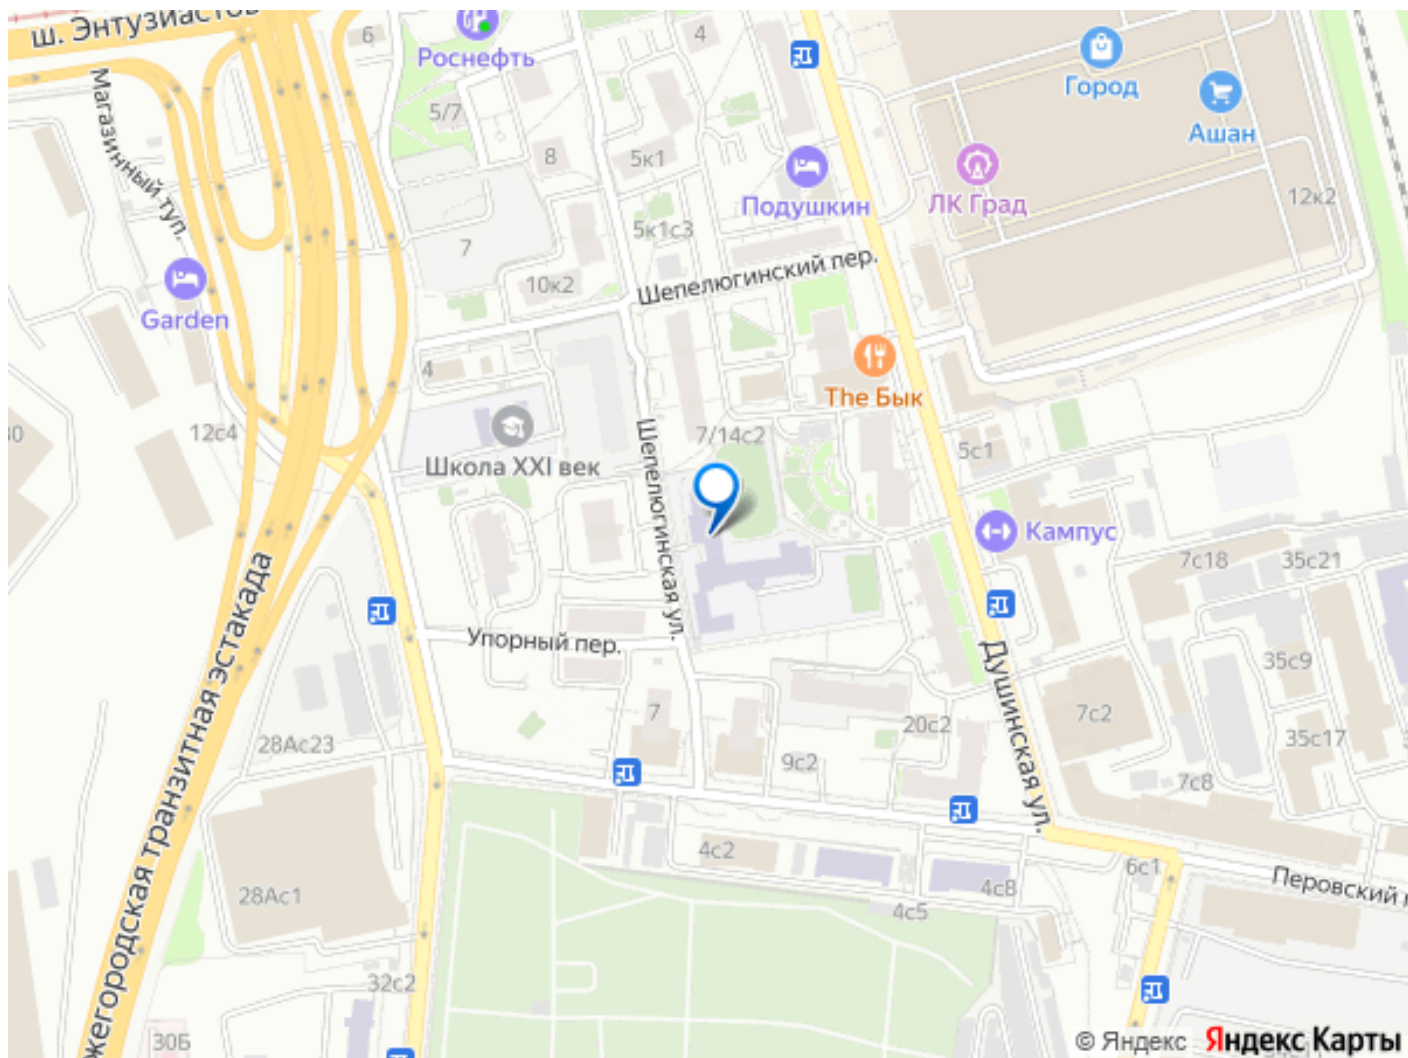 ш. Энтузиастов
6
Роснефть
4
Город
Ашан
Магазинный туп.
5/7
8
5к1
Подушкин
ЛК Град
12к2
5к1с3
7
10к2
Шепелюгинский пер.
Garden
4
The Бык
12с4
Школа XXI век
7/14с2
5с1
Шепелюгинская ул.
Кампус
7с18
35с21
Упорный пер.
35с9
жегородская транзитная эстакада
28Ас23
7
9с2
20с2
Душинская ул.
7с2
35с17
7с8
4с2
4с8
4с5
6с1
Перовский п
28Ас1
32с2
30Б
© Яндекс Яндекс Карты